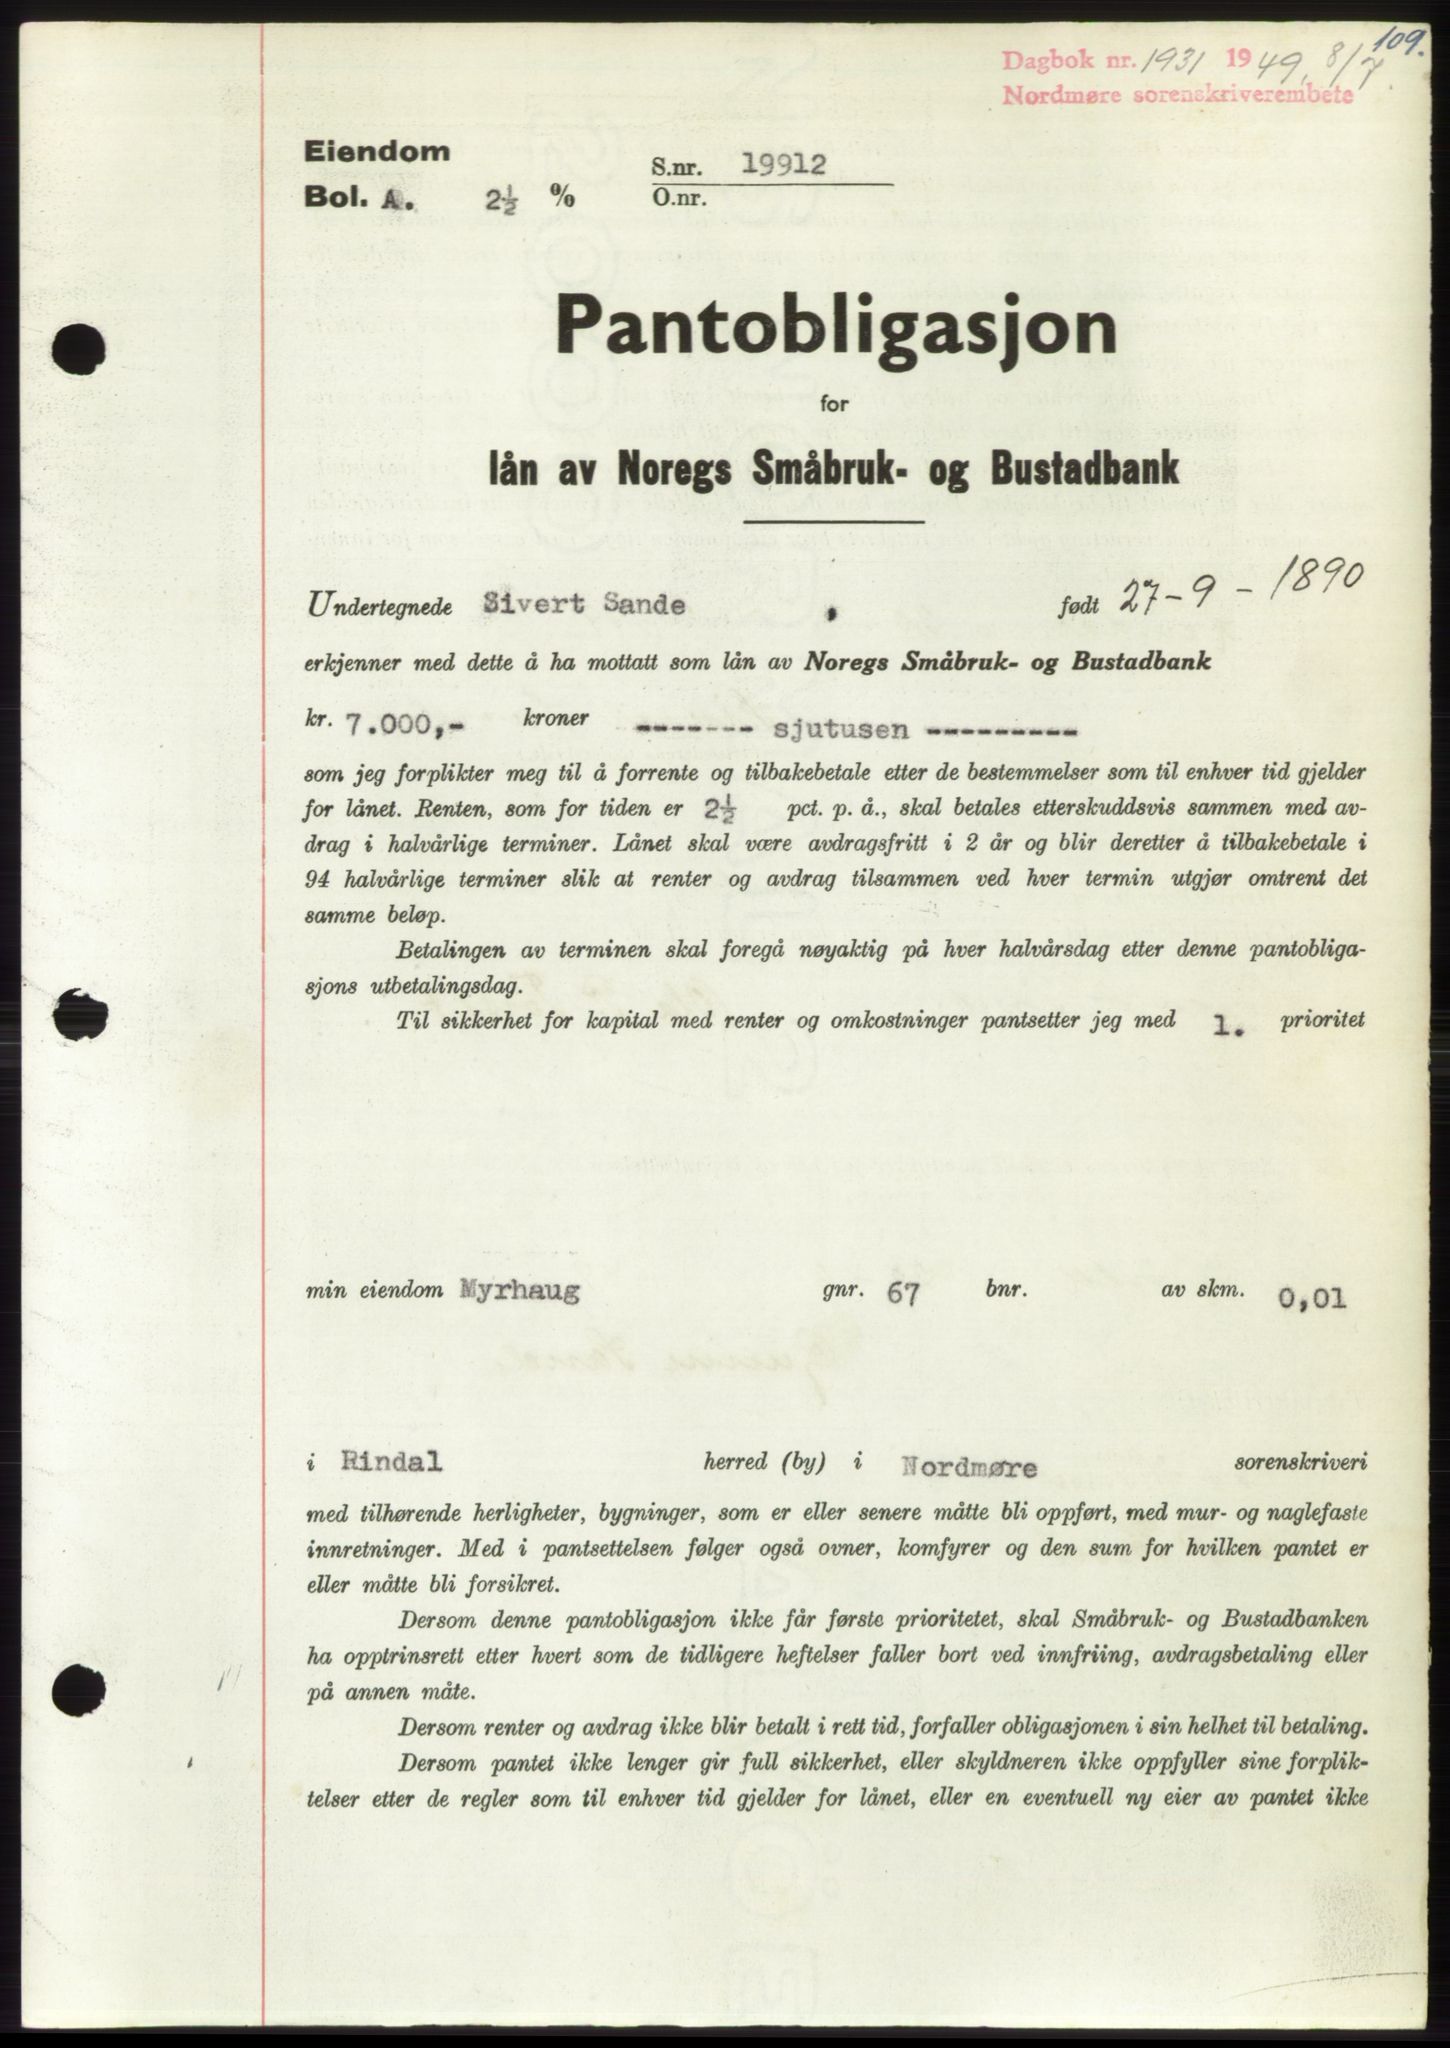 109.
Dagbok nr. 1931 1949, 8/7.
Nordmøre sorenskriverembete
Eiendom
Bol. A. 2½ %
S.nr. 19912
O.nr.
Pantobligasjon
for
lån av Noregs Småbruk- og Bustadbank
Undertegnede Sivert Sande født 27-9-1890
erkjenner med dette å ha mottatt som lån av Noregs Småbruk- og Bustadbank
kr. 7.000,- kroner ------- sjutusen ---------
som jeg forplikter meg til å forrente og tilbakebetale etter de bestemmelser som til enhver tid gjelder
for lånet. Renten, som for tiden er 2½ pct. p. å., skal betales etterskuddsvis sammen med av-
drag i halvårlige terminer. Lånet skal være avdragsfritt i 2 år og blir deretter å tilbakebetale i
94 halvårlige terminer slik at renter og avdrag tilsammen ved hver termin utgjør omtrent det
samme beløp.
Betalingen av terminen skal foregå nøyaktig på hver halvårsdag etter denne pantobliga-
sjons utbetalingsdag.
Til sikkerhet for kapital med renter og omkostninger pantsetter jeg med 1. prioritet
min eiendom Myrhaug gnr. 67 bnr. av skm. 0,01
i Rindal herred (by) i Nordmøre sorenskriveri
med tilhørende herligheter, bygninger, som er eller senere måtte bli oppført, med mur- og naglefaste
innretninger. Med i pantsettelsen følger også ovner, komfyrer og den sum for hvilken pantet er
eller måtte bli forsikret.
Dersom denne pantobligasjon ikke får første prioritetet, skal Småbruk- og Bustadbanken
ha opptrinsrett etter hvert som de tidligere heftelser faller bort ved innfriing, avdragsbetaling eller
på annen måte.
Dersom renter og avdrag ikke blir betalt i rett tid, forfaller obligasjonen i sin helhet til betaling.
Dersom pantet ikke lenger gir full sikkerhet, eller skyldneren ikke oppfyller sine forplik-
telser etter de regler som til enhver tid gjelder for lånet, eller en eventuell ny eier av pantet ikke